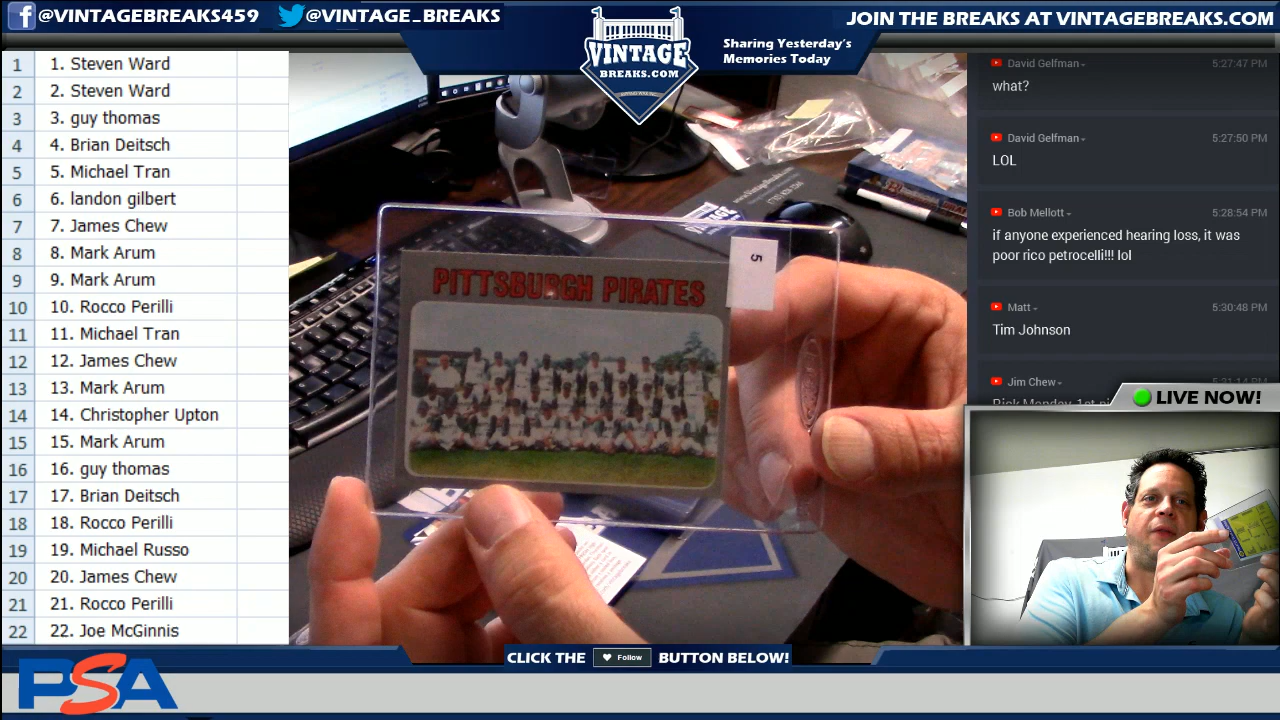 @VINTAGEBREAKS459
@VINTAGE_BREAKS
JOIN THE BREAKS AT VINTAGEBREAKS.COM
VINTAGE
BREAKS.COM
Sharing Yesterday's
Memories Today
1 1. Steven Ward
2 2. Steven Ward
3 3. guy thomas
4 4. Brian Deitsch
5 5. Michael Tran
6 6. landon gilbert
7 7. James Chew
8 8. Mark Arum
9 9. Mark Arum
10 10. Rocco Perilli
11 11. Michael Tran
12 12. James Chew
13 13. Mark Arum
14 14. Christopher Upton
15 15. Mark Arum
16 16. guy thomas
17 17. Brian Deitsch
18 18. Rocco Perilli
19 19. Michael Russo
20 20. James Chew
21 21. Rocco Perilli
22 22. Joe McGinnis
PITTSBURGH PIRATES
5
David Gelfman 5:27:47 PM
what?
David Gelfman 5:27:50 PM
LOL
Bob Mellott 5:28:54 PM
if anyone experienced hearing loss, it was
poor rico petrocelli!!! lol
Matt 5:30:48 PM
Tim Johnson
Jim Chew 5:31:14 PM
LIVE NOW!
CLICK THE Follow BUTTON BELOW!
PSA